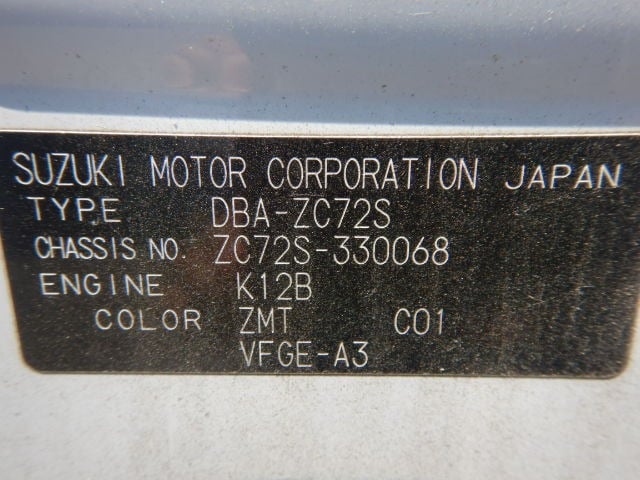 SUZUKI MOTOR CORPORATION JAPAN
TYPE DBA-ZC72S
CHASSIS NO. ZC72S-330068
ENGINE K12B
COLOR ZMT C01
VFGE-A3